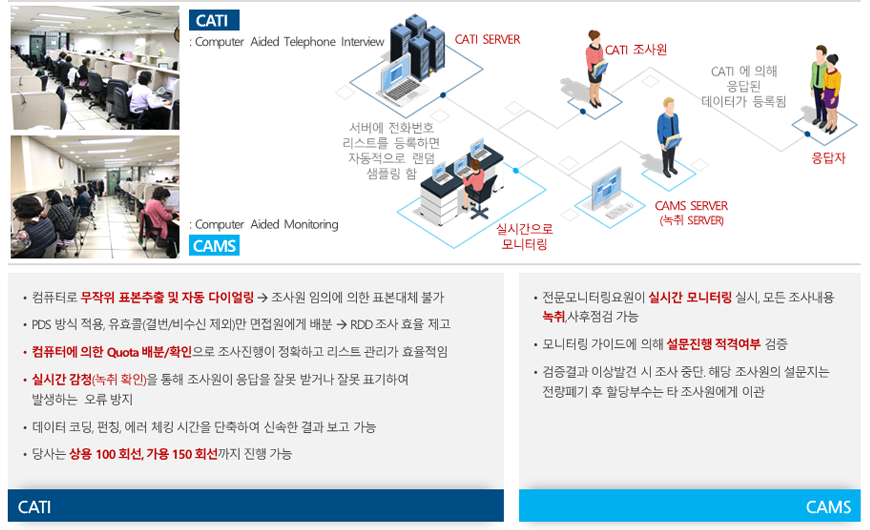 CATI
: Computer Aided Telephone Interview
CATI SERVER
CATI 조사원
CATI 에 의해
응답된
데이터가 등록됨
서버에 전화번호
리스트를 등록하면
자동적으로 랜덤
샘플링 함
응답자
CAMS SERVER
(녹취 SERVER)
실시간으로
모니터링
: Computer Aided Monitoring
CAMS
• 컴퓨터로 무작위 표본추출 및 자동 다이얼링 → 조사원 임의에 의한 표본대체 불가
• PDS 방식 적용, 유효콜(결번/비수신 제외)만 면접원에게 배분 → RDD 조사 효율 제고
• 컴퓨터에 의한 Quota 배분/확인으로 조사진행이 정확하고 리스트 관리가 효율적임
• 실시간 감청(녹취 확인)을 통해 조사원이 응답을 잘못 받거나 잘못 표기하여
발생하는 오류 방지
• 데이터 코딩, 펀칭, 에러 체킹 시간을 단축하여 신속한 결과 보고 가능
• 당사는 상용 100 회선, 가용 150 회선까지 진행 가능
CATI
• 전문모니터링요원이 실시간 모니터링 실시, 모든 조사내용
녹취,사후점검 가능
• 모니터링 가이드에 의해 설문진행 적격여부 검증
• 검증결과 이상발견 시 조사 중단. 해당 조사원의 설문지는
전량폐기 후 할당부수는 타 조사원에게 이관
CAMS